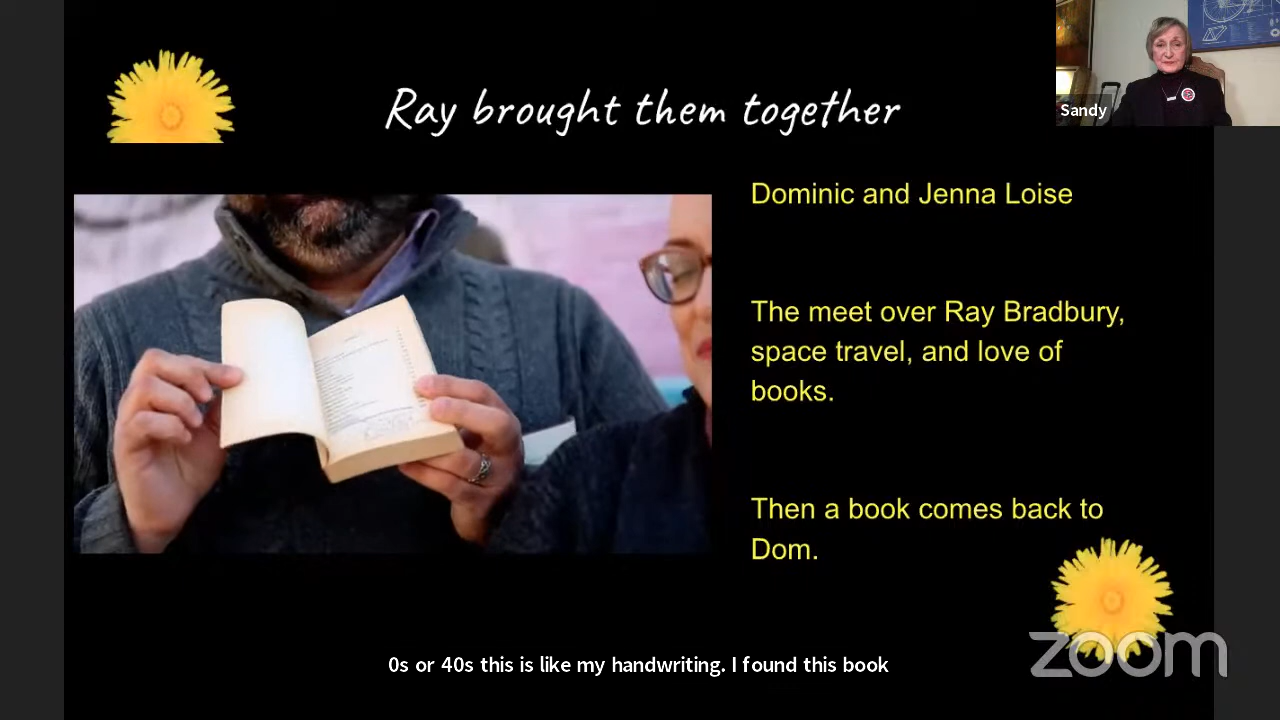 Ray brought them together
Sandy
Dominic and Jenna Loise
The meet over Ray Bradbury,
space travel, and love of
books.
Then a book comes back to
Dom.
0s or 40s this is like my handwriting. I found this book
zoom